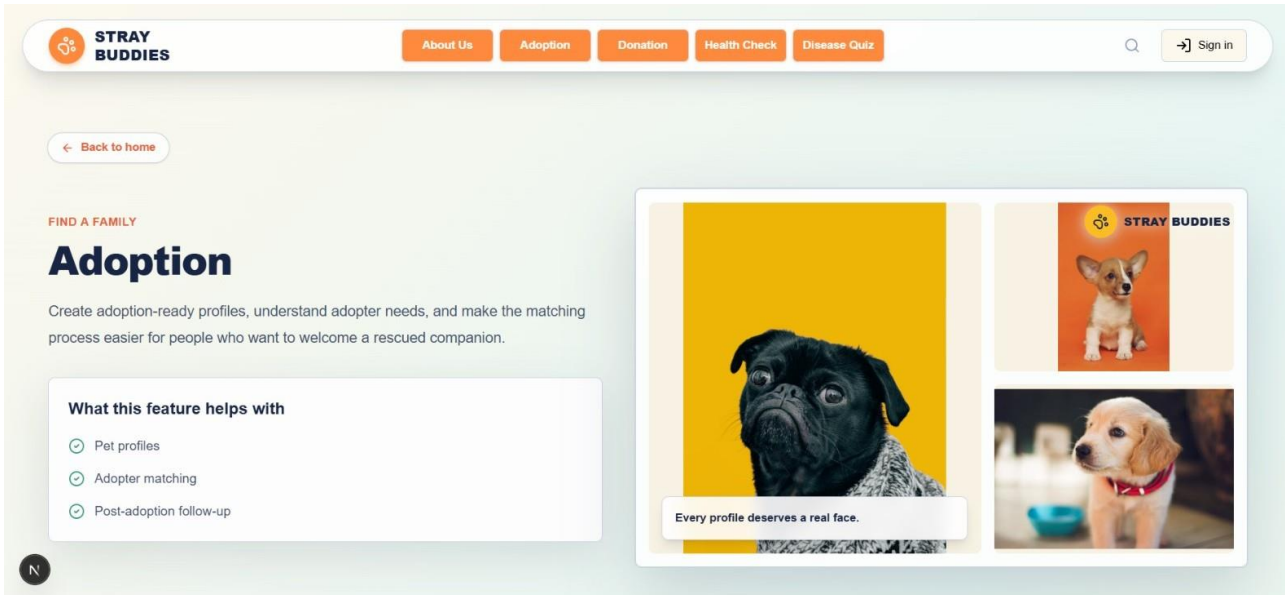 STRAY
BUDDIES
About Us
Adoption
Donation
Health Check
Disease Quiz
Sign in
Back to home
FIND A FAMILY
Adoption
Create adoption-ready profiles, understand adopter needs, and make the matching
process easier for people who want to welcome a rescued companion.
What this feature helps with
Pet profiles
Adopter matching
Post-adoption follow-up
STRAY BUDDIES
Every profile deserves a real face.
N